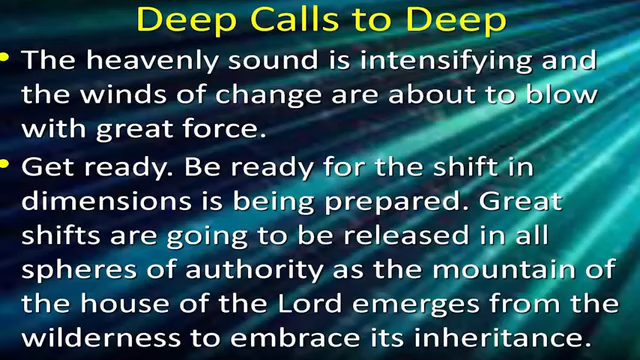 Deep Calls to Deep
• The heavenly sound is intensifying and
the winds of change are about to blow
with great force.
• Get ready. Be ready for the shift in
dimensions is being prepared. Great
shifts are going to be released in all
spheres of authority as the mountain of
the house of the Lord emerges from the
wilderness to embrace its inheritance.